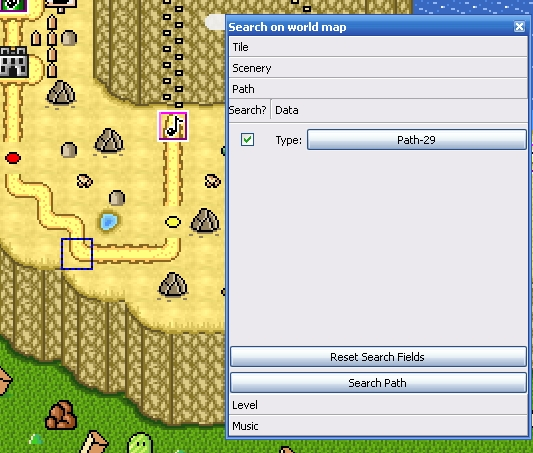 Search on world map
Tile
Scenery
Path
Search? Data
Type: Path-29
Reset Search Fields
Search Path
Level
Music